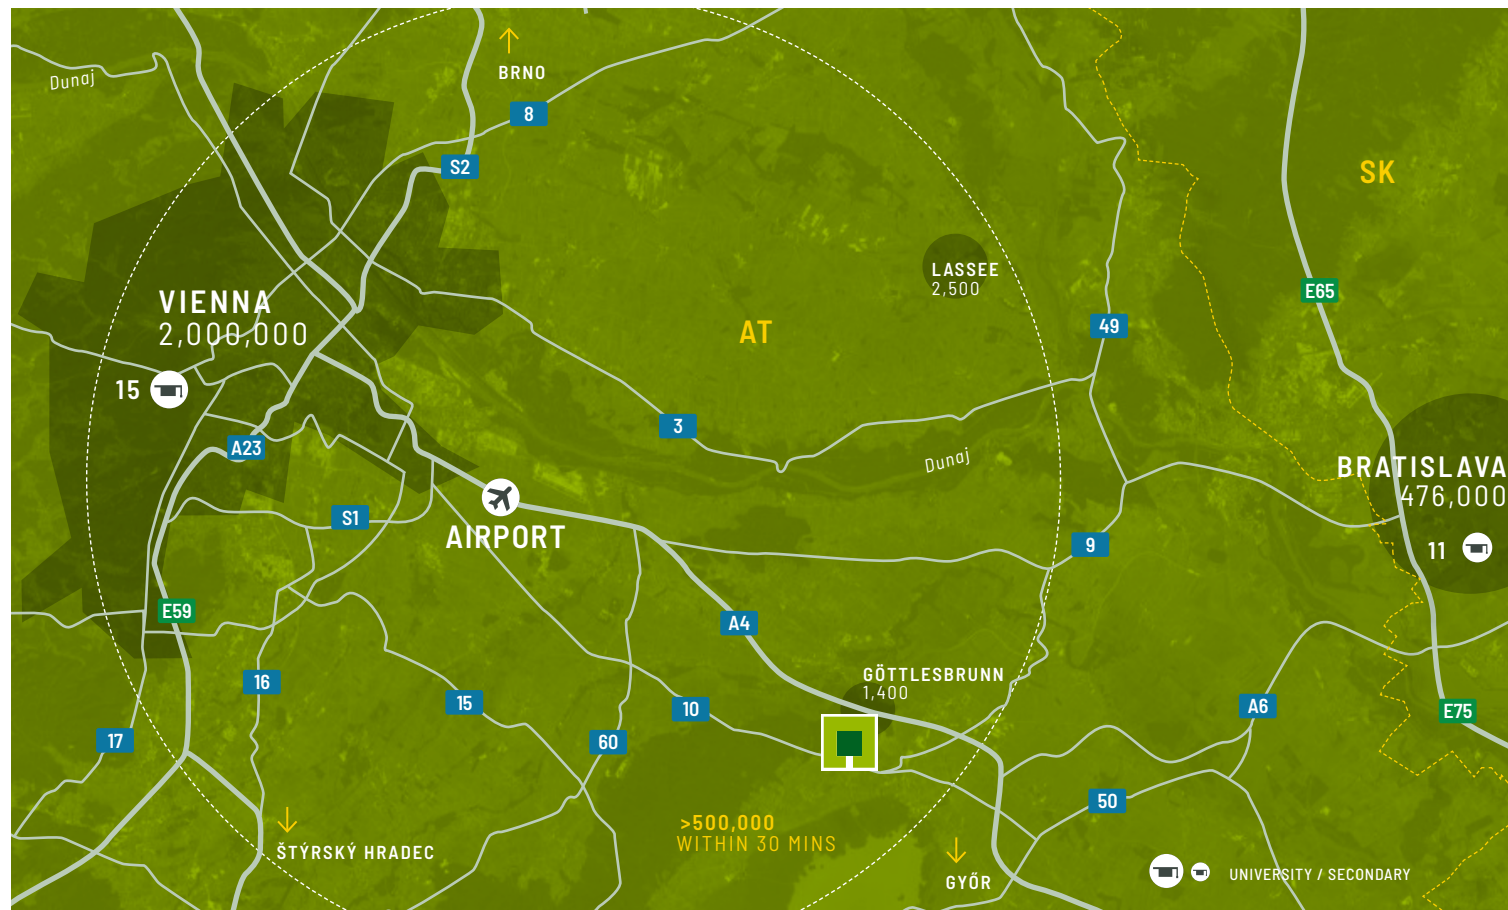 Dunaj
BRNO
8
S2
SK
LASSEE
2,500
E65
VIENNA
2,000,000
AT
49
15
3
A23
Dunaj
BRATISLAVA
476,000
S1
AIRPORT
9
11
E59
A4
16
GÖTTLESBRUNN
1,400
15
10
A6
E75
17
60
50
>500,000
WITHIN 30 MINS
ŠTÝRSKÝ HRADEC
GYŐR
UNIVERSITY / SECONDARY